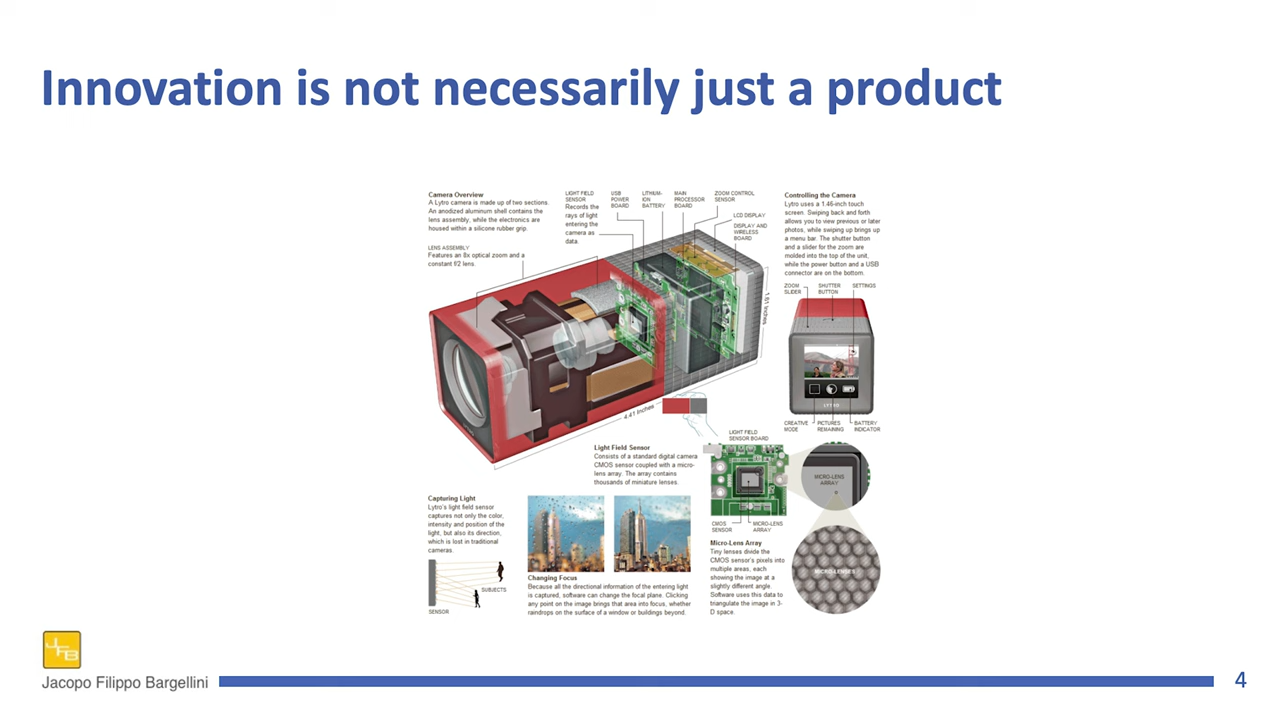 Innovation is not necessarily just a product
Camera Overview
A Lytro camera is made up of two sections.
An anodized aluminum shell contains the
lens assembly, while the electronics are
housed within a silicone rubber grip.
LENS ASSEMBLY
Features an 8x optical zoom and a
constant f/2 lens.
LIGHT FIELD
SENSOR
Records the
rays of light
entering the
camera as
data.
USB
POWER
BOARD
LITHIUM-
ION
BATTERY
MAIN
PROCESSOR
BOARD
ZOOM CONTROL
SENSOR
LCD DISPLAY
DISPLAY AND
WIRELESS
BOARD
1.61 Inches
4.41 Inches
Controlling the Camera
Lytro uses a 1.46-inch touch
screen. Swiping back and forth
allows you to view previous or later
photos, while swiping up brings up
a menu bar. The shutter button
and a slider for the zoom are
molded into the top of the unit,
while the power button and a USB
connector are on the bottom.
ZOOM
SLIDER
SHUTTER
BUTTON
SETTINGS
LYTRO
CREATIVE
MODE
PICTURES
REMAINING
BATTERY
INDICATOR
Light Field Sensor
Consists of a standard digital camera
CMOS sensor coupled with a micro-
lens array. The array contains
thousands of miniature lenses.
LIGHT FIELD
SENSOR BOARD
MICRO-LENS
ARRAY
CMOS
SENSOR
MICRO-LENS
ARRAY
Capturing Light
Lytro's light field sensor
captures not only the color,
intensity and position of the
light, but also its direction,
which is lost in traditional
cameras.
SUBJECTS
SENSOR
Changing Focus
Because all the directional information of the entering light
is captured, software can change the focal plane. Clicking
any point on the image brings that area into focus, whether
raindrops on the surface of a window or buildings beyond.
Micro-Lens Array
Tiny lenses divide the
CMOS sensor's pixels into
multiple areas, each
showing the image at a
slightly different angle.
Software uses this data to
triangulate the image in 3-
D space.
MICRO-LENSES
JFB
Jacopo Filippo Bargellini
4